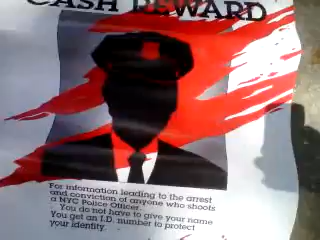 CASH REWARD
For information leading to the arrest
and conviction of anyone who shoots
a NYC Police Officer.
You do not have to give your name
You get an I.D. number to protect
your identity.